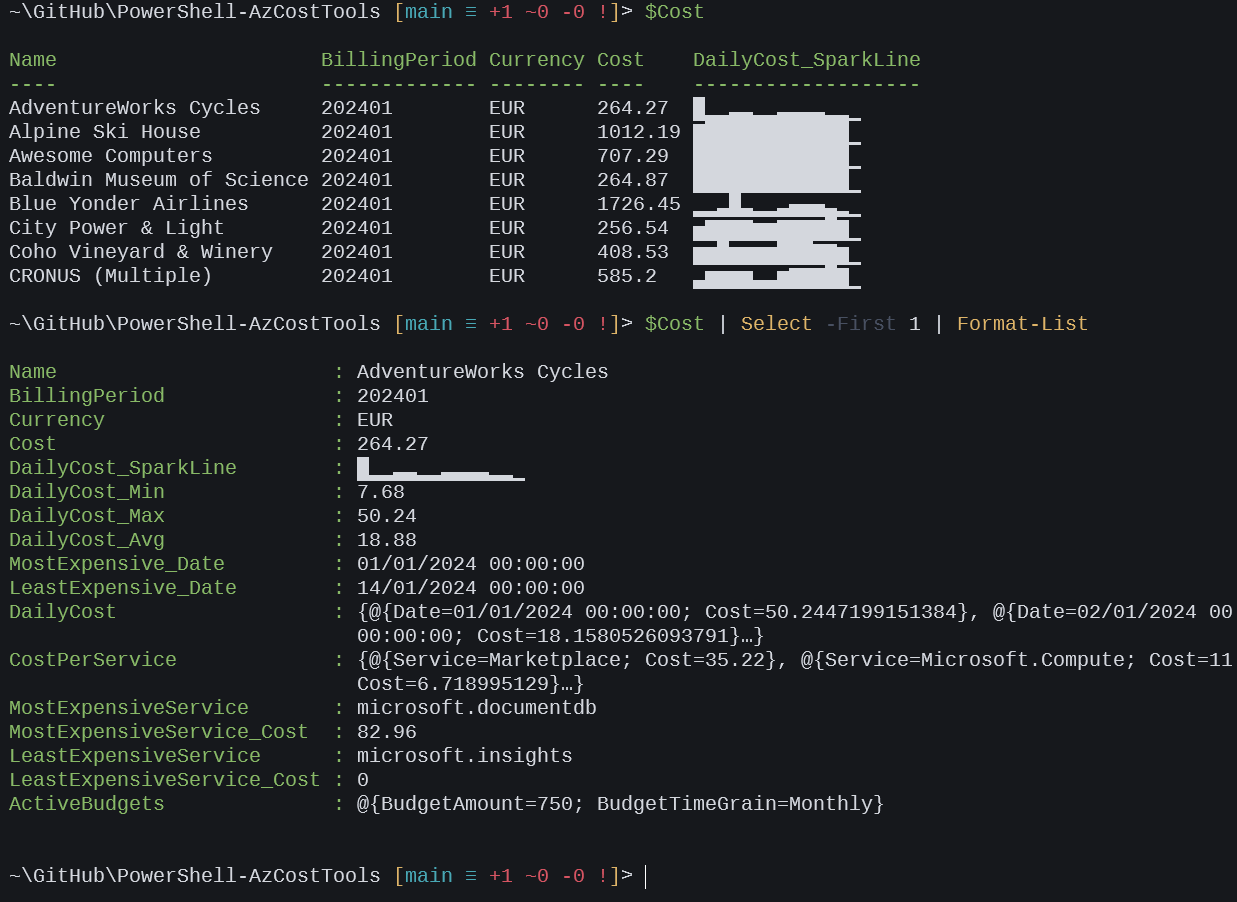 ~\GitHub\PowerShell-AzCostTools [main ≡ +1 ~0 -0 !]> $Cost
Name                      BillingPeriod Currency Cost    DailyCost_SparkLine
----                      ------------- -------- ----    -------------------
AdventureWorks Cycles     202401        EUR      264.27  █▂▂▃▃▂▂▃▃▃▃▂▂▁
Alpine Ski House          202401        EUR      1012.19 █████████████▁
Awesome Computers         202401        EUR      707.29  █████████████▁
Baldwin Museum of Science 202401        EUR      264.87  █████████████▁
Blue Yonder Airlines      202401        EUR      1726.45
City Power & Light        202401        EUR      256.54
Coho Vineyard & Winery    202401        EUR      408.53
CRONUS (Multiple)         202401        EUR      585.2
~\GitHub\PowerShell-AzCostTools [main ≡ +1 ~0 -0 !]> $Cost | Select -First 1 | Format-List
Name                       : AdventureWorks Cycles
BillingPeriod              : 202401
Currency                   : EUR
Cost                       : 264.27
DailyCost_SparkLine        : █▂▂▃▃▂▂▃▃▃▃▂▂▁
DailyCost_Min              : 7.68
DailyCost_Max              : 50.24
DailyCost_Avg              : 18.88
MostExpensive_Date         : 01/01/2024 00:00:00
LeastExpensive_Date        : 14/01/2024 00:00:00
DailyCost                  : {@{Date=01/01/2024 00:00:00; Cost=50.2447199151384}, @{Date=02/01/2024 00
                             00:00:00; Cost=18.1580526093791}…}
CostPerService             : {@{Service=Marketplace; Cost=35.22}, @{Service=Microsoft.Compute; Cost=11
                             Cost=6.718995129}…}
MostExpensiveService       : microsoft.documentdb
MostExpensiveService_Cost  : 82.96
LeastExpensiveService      : microsoft.insights
LeastExpensiveService_Cost : 0
ActiveBudgets              : @{BudgetAmount=750; BudgetTimeGrain=Monthly}
~\GitHub\PowerShell-AzCostTools [main ≡ +1 ~0 -0 !]>